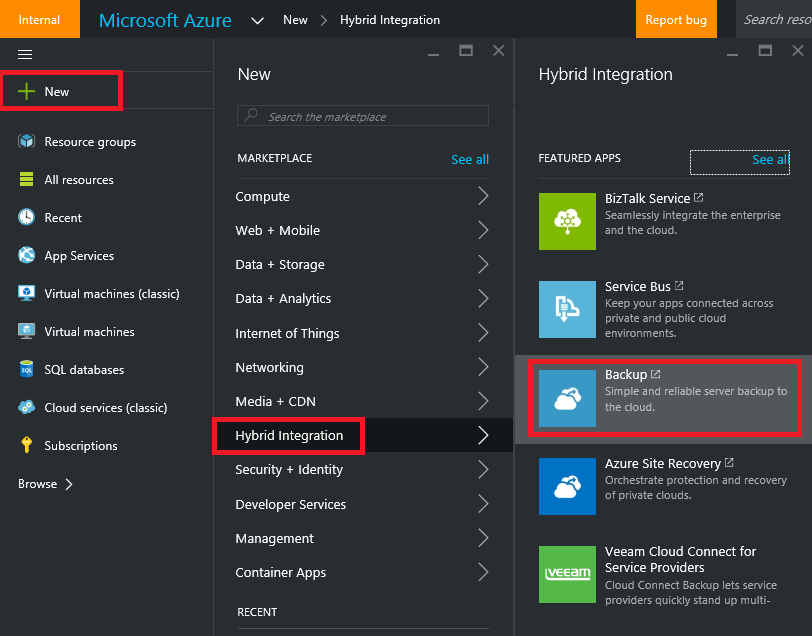 Internal
Microsoft Azure
New
Hybrid Integration
Report bug
Search reso
New
Resource groups
All resources
Recent
App Services
Virtual machines (classic)
Virtual machines
SQL
SQL databases
Cloud services (classic)
Subscriptions
Browse
New
Search the marketplace
MARKETPLACE
See all
Compute
Web + Mobile
Data + Storage
Data + Analytics
Internet of Things
Networking
Media + CDN
Hybrid Integration
Security + Identity
Developer Services
Management
Container Apps
RECENT
Hybrid Integration
FEATURED APPS
See all
BizTalk Service
Seamlessly integrate the enterprise
and the cloud.
Service Bus
Keep your apps connected across
private and public cloud
environments.
Backup
Simple and reliable server backup to
the cloud.
Azure Site Recovery
Orchestrate protection and recovery
of private clouds.
veeam
Veeam Cloud Connect for
Service Providers
Cloud Connect Backup lets service
providers quickly stand up multi-